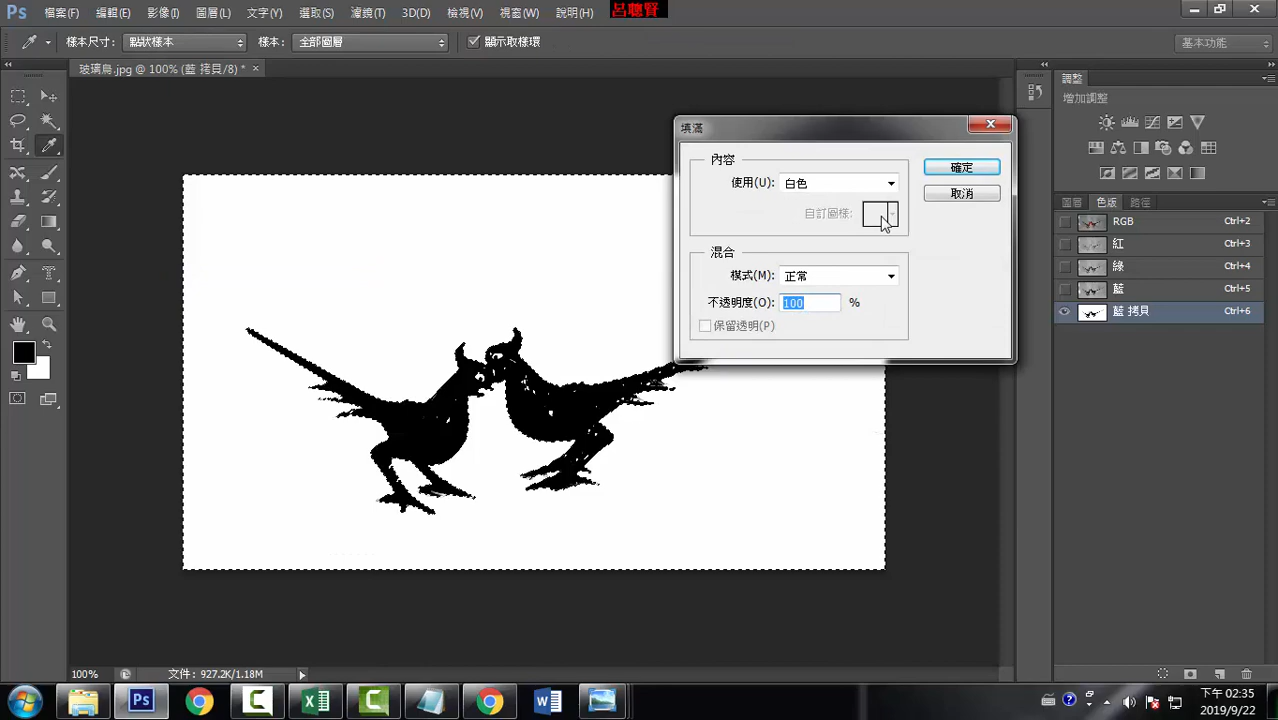 Ps 檔案(F) 編輯(E) 影像(I) 圖層(L) 文字(Y) 選取(S) 濾鏡(T) 3D(D) 檢視(V) 視窗(W) 說明(H) 呂聰賢
樣本尺寸: 點狀樣本 樣本: 全部圖層 顯示取樣環 基本功能
玻璃鳥.jpg @ 100% (藍 拷貝/8) * ×
調整
增加調整
填滿
內容
使用(U): 白色
自訂圖樣:
混合
模式(M): 正常
不透明度(O): 100 %
保留透明(P)
確定
取消
圖層 色版 路徑
RGB Ctrl+2
紅 Ctrl+3
綠 Ctrl+4
藍 Ctrl+5
藍 拷貝 Ctrl+6
100% 文件: 927.2K/1.18M
下午 02:35
2019/9/22